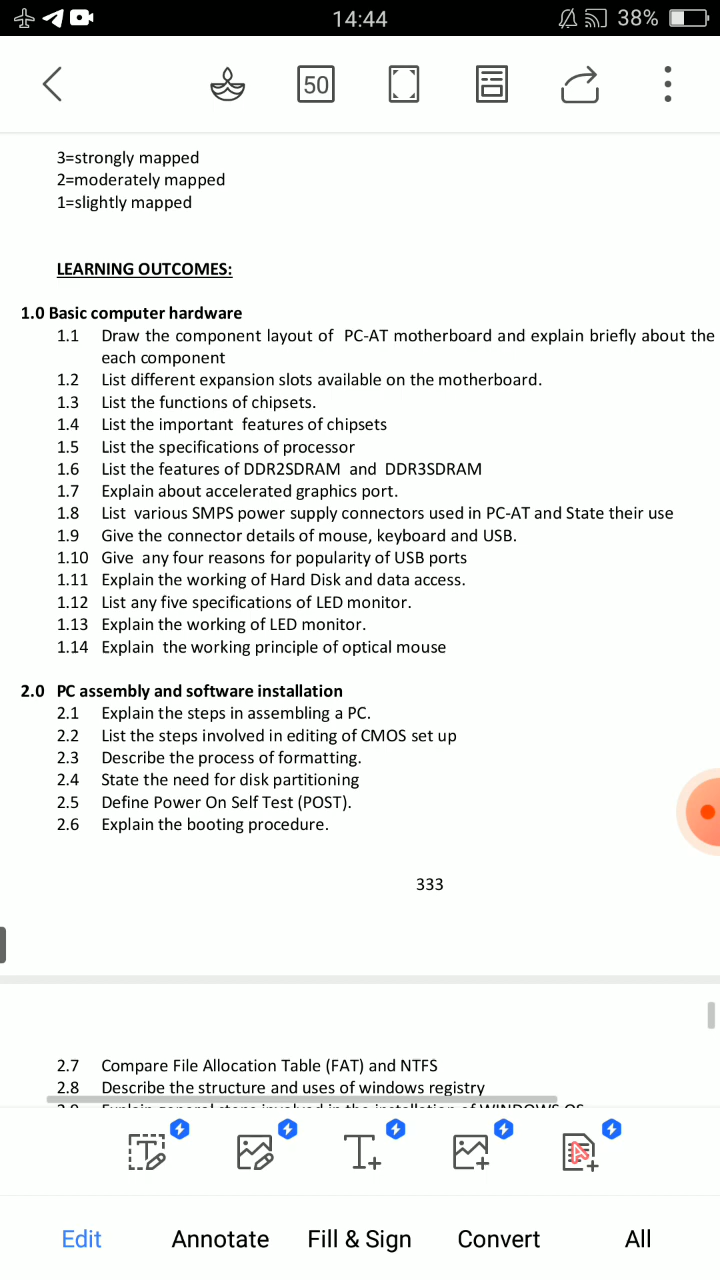 14:44
38%
50
3=strongly mapped
2=moderately mapped
1=slightly mapped
LEARNING OUTCOMES:
1.0 Basic computer hardware
1.1 Draw the component layout of PC-AT motherboard and explain briefly about the
each component
1.2 List different expansion slots available on the motherboard.
1.3 List the functions of chipsets.
1.4 List the important features of chipsets
1.5 List the specifications of processor
1.6 List the features of DDR2SDRAM and DDR3SDRAM
1.7 Explain about accelerated graphics port.
1.8 List various SMPS power supply connectors used in PC-AT and State their use
1.9 Give the connector details of mouse, keyboard and USB.
1.10 Give any four reasons for popularity of USB ports
1.11 Explain the working of Hard Disk and data access.
1.12 List any five specifications of LED monitor.
1.13 Explain the working of LED monitor.
1.14 Explain the working principle of optical mouse
2.0 PC assembly and software installation
2.1 Explain the steps in assembling a PC.
2.2 List the steps involved in editing of CMOS set up
2.3 Describe the process of formatting.
2.4 State the need for disk partitioning
2.5 Define Power On Self Test (POST).
2.6 Explain the booting procedure.
333
2.7 Compare File Allocation Table (FAT) and NTFS
2.8 Describe the structure and uses of windows registry
Edit Annotate Fill & Sign Convert All